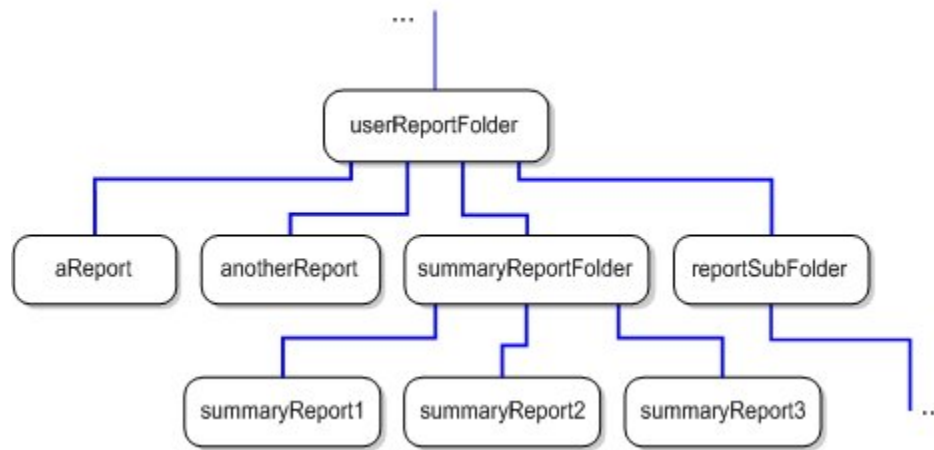 ...
userReportFolder
aReport
anotherReport
summaryReportFolder
reportSubFolder
summaryReport1
summaryReport2
summaryReport3
...